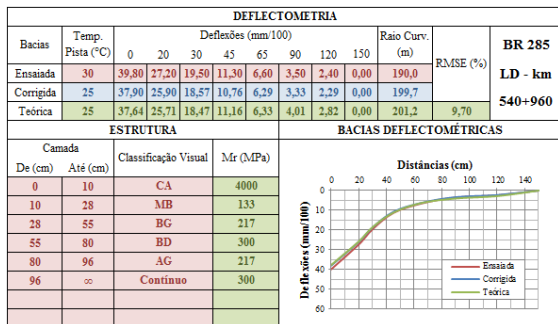 DEFLECTOMETRIA
Bacias Temp. Pista (°C) Deflexões (mm/100) Raio Curv. (m) RMSE (%) BR 285 LD - km 540+960
0 20 30 45 65 90 120 150
Ensaiada 30 39,80 27,20 19,50 11,30 6,60 3,50 2,40 0,00 190,0
Corrigida 25 37,90 25,90 18,57 10,76 6,29 3,33 2,29 0,00 199,7
Teórica 25 37,64 25,71 18,47 11,16 6,33 4,01 2,82 0,00 201,2 9,70
ESTRUTURA
Camada Classificação Visual Mr (MPa)
De (cm) Até (cm)
0 10 CA 4000
10 28 MB 133
28 55 BG 217
55 80 BD 300
80 96 AG 217
96 ∞ Contínuo 300
BACIAS DEFLECTOMÉTRICAS
Distâncias (cm)
0 20 40 60 80 100 120 140
Deflexões (mm/100)
0
10
20
30
40
50
60
Ensaiada
Corrigida
Teórica